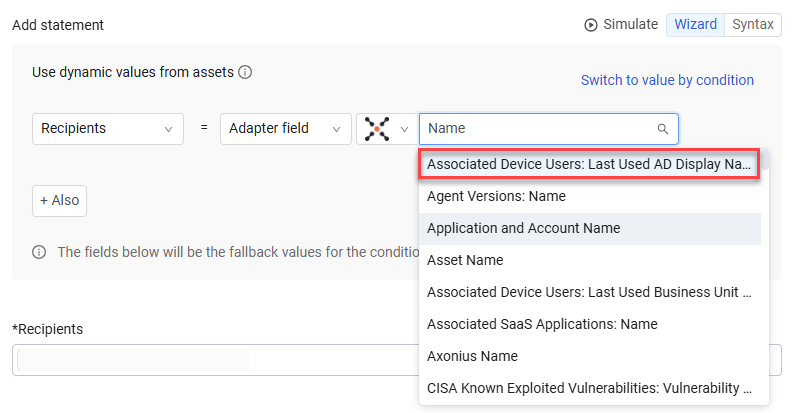 Add statement
Simulate
Wizard
Syntax
Use dynamic values from assets
Switch to value by condition
Recipients
=
Adapter field
Name
Associated Device Users: Last Used AD Display Na...
Agent Versions: Name
+ Also
Application and Account Name
The fields below will be the fallback values for the conditio
Asset Name
Associated Device Users: Last Used Business Unit ...
Associated SaaS Applications: Name
*Recipients
Axonius Name
CISA Known Exploited Vulnerabilities: Vulnerability ...